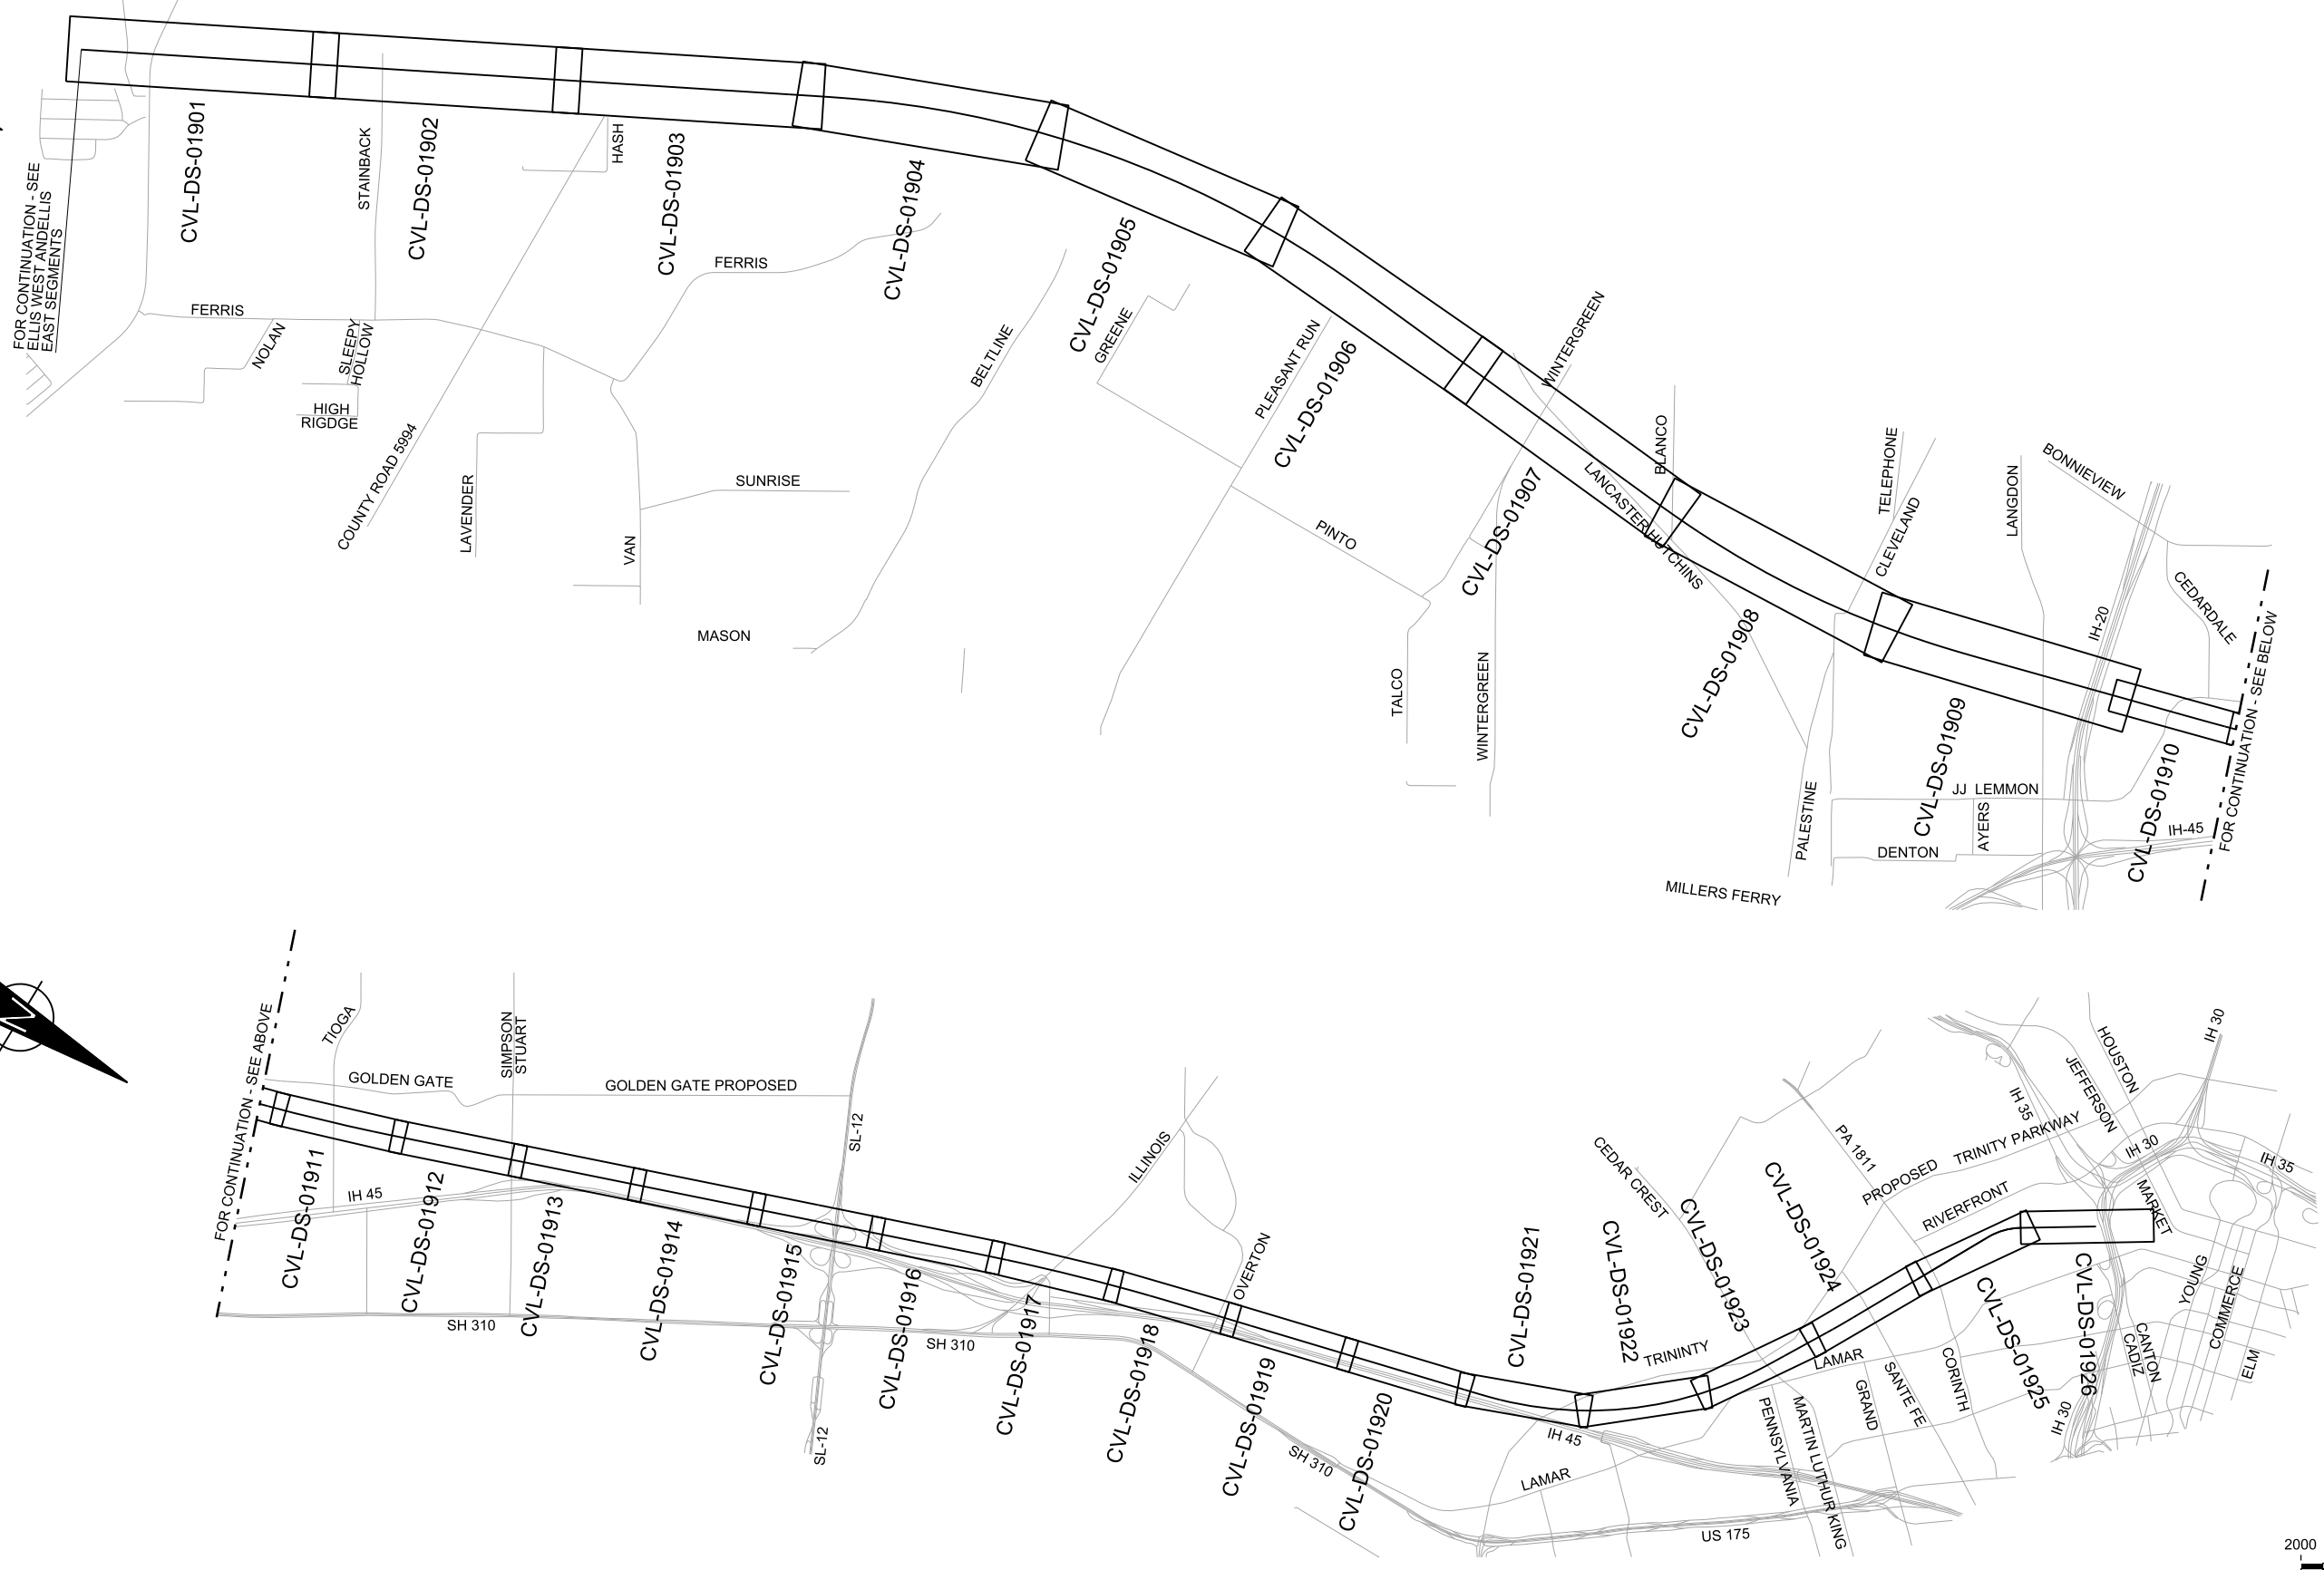 FOR CONTINUATION - SEE
ELLIS WEST ANDELLIS
EAST SEGMENTS
CVL-DS-01901
STAINBACK
CVL-DS-01902
HASH
CVL-DS-01903
CVL-DS-01904
FERRIS
FERRIS
NOLAN
SLEEPY
HOLLOW
HIGH
RIGDGE
COUNTY ROAD 5994
LAVENDER
VAN
SUNRISE
MASON
BELTLINE
CVL-DS-01905
GREENE
PLEASANT RUN
CVL-DS-01906
PINTO
WINTERGREEN
CVL-DS-01907
TALCO
WINTERGREEN
LANCASTER HUTCHINS
BLANCO
CVL-DS-01908
TELEPHONE
CLEVELAND
LANGDON
BONNIEVIEW
IH-20
CEDARDALE
CVL-DS-01909
PALESTINE
JJ LEMMON
AYERS
DENTON
MILLERS FERRY
CVL-DS-01910
IH-45
FOR CONTINUATION - SEE BELOW
N
FOR CONTINUATION - SEE ABOVE
TIOGA
GOLDEN GATE
SIMPSON
STUART
GOLDEN GATE PROPOSED
SL-12
IH 45
CVL-DS-01911
CVL-DS-01912
CVL-DS-01913
CVL-DS-01914
CVL-DS-01915
CVL-DS-01916
CVL-DS-01917
CVL-DS-01918
CVL-DS-01919
CVL-DS-01920
SH 310
SH 310
SH 310
SL-12
ILLINOIS
OVERTON
CVL-DS-01921
CVL-DS-01922
CEDAR CREST
CVL-DS-01923
CVL-DS-01924
TRININTY
PA 1811
PROPOSED TRINITY PARKWAY
RIVERFRONT
IH 35
JEFFERSON
HOUSTON
IH 30
IH 30
IH 35
MARKET
LAMAR
IH 45
LAMAR
PENNSYLVANIA
MARTIN LUTHUR KING
GRAND
SANTE FE
CORINTH
CVL-DS-01925
CVL-DS-01926
IH 30
CADIZ
CANTON
YOUNG
COMMERCE
ELM
US 175
2000